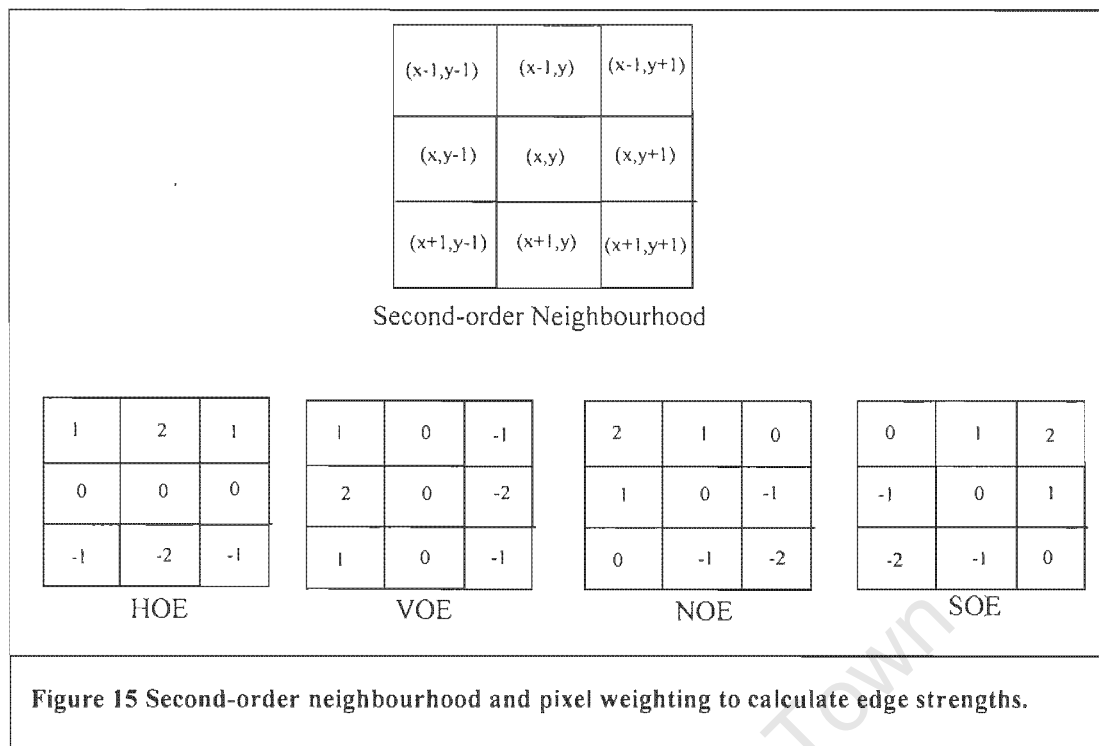 (x-1,y-1) (x-1,y) (x-1,y+1)
(x,y-1) (x,y) (x,y+1)
(x+1,y-1) (x+1,y) (x+1,y+1)
Second-order Neighbourhood
1 2 1
0 0 0
-1 -2 -1
HOE
1 0 -1
2 0 -2
1 0 -1
VOE
2 1 0
1 0 -1
0 -1 -2
NOE
0 1 2
-1 0 1
-2 -1 0
SOE
Town
Figure 15 Second-order neighbourhood and pixel weighting to calculate edge strengths.